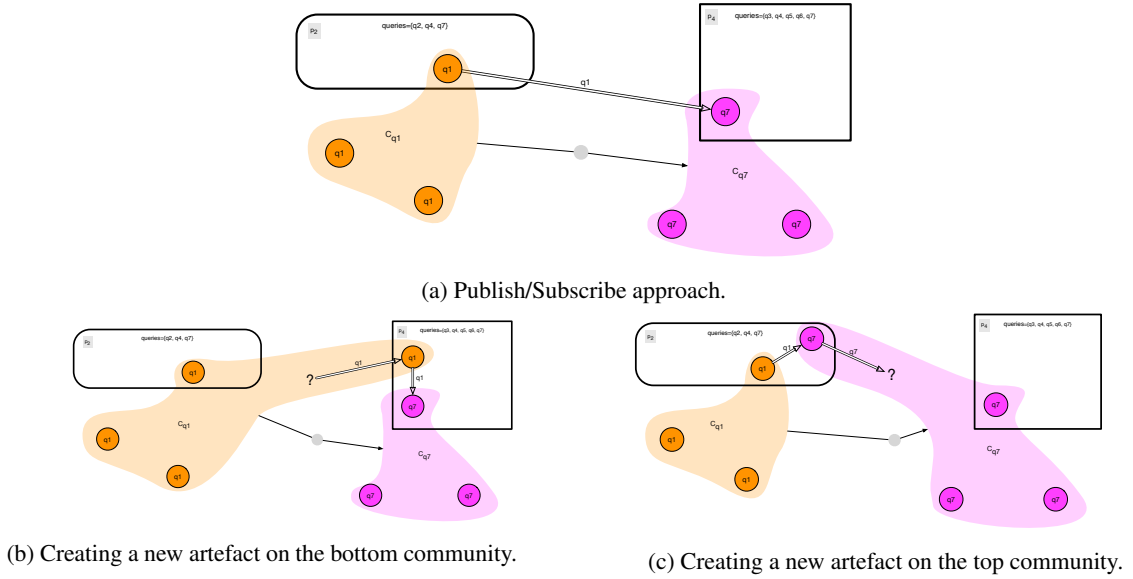 p2 queries={q2, q4, q7}
p4 queries={q3, q4, q5, q6, q7}
q1
q1
q7
Cq1
q1
Cq7
q1
q7
q7
(a) Publish/Subscribe approach.
p2 queries={q2, q4, q7}
p4 queries={q3, q4, q5, q6, q7}
q1
q1
q1
?
q1
q7
Cq1
q1
Cq7
q1
q7
q7
(b) Creating a new artefact on the bottom community.
p2 queries={q2, q4, q7}
p4 queries={q3, q4, q5, q6, q7}
q7
q1
q7
q1
?
q7
Cq1
q1
Cq7
q1
q7
q7
(c) Creating a new artefact on the top community.